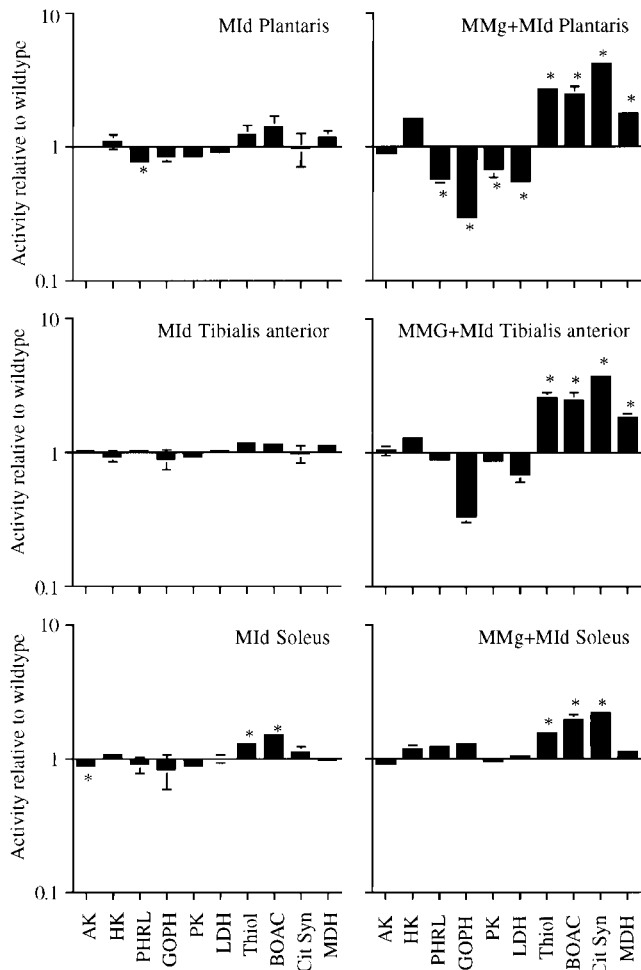 10
MId Plantaris
MMg+MId Plantaris
Activity relative to wildtype
1
*
* * * *
* * * *
0.1
10
MId Tibialis anterior
MMG+MId Tibialis anterior
Activity relative to wildtype
1
* * * *
0.1
10
MId Soleus
MMg+MId Soleus
Activity relative to wildtype
1
* * *
* * *
0.1
AK
HK
PHRL
GOPH
PK
LDH
Thiol
BOAC
Cit Syn
MDH
AK
HK
PHRL
GOPH
PK
LDH
Thiol
BOAC
Cit Syn
MDH